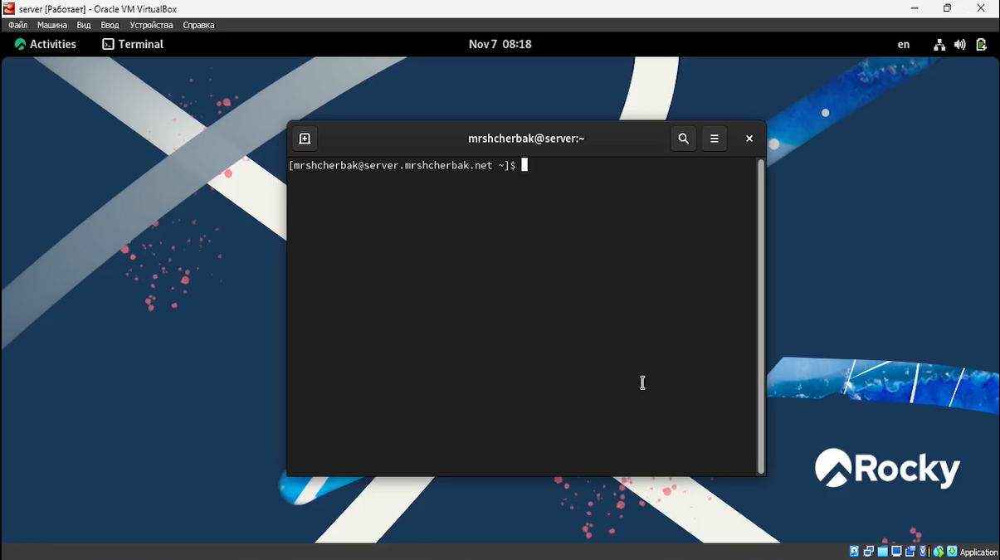 server [Работает] - Oracle VM VirtualBox
Файл Машина Вид Ввод Устройства Справка
Activities Terminal Nov 7 08:18 en
mrshcherbak@server:~
[mrshcherbak@server.mrshcherbak.net ~]$
Rocky
Application